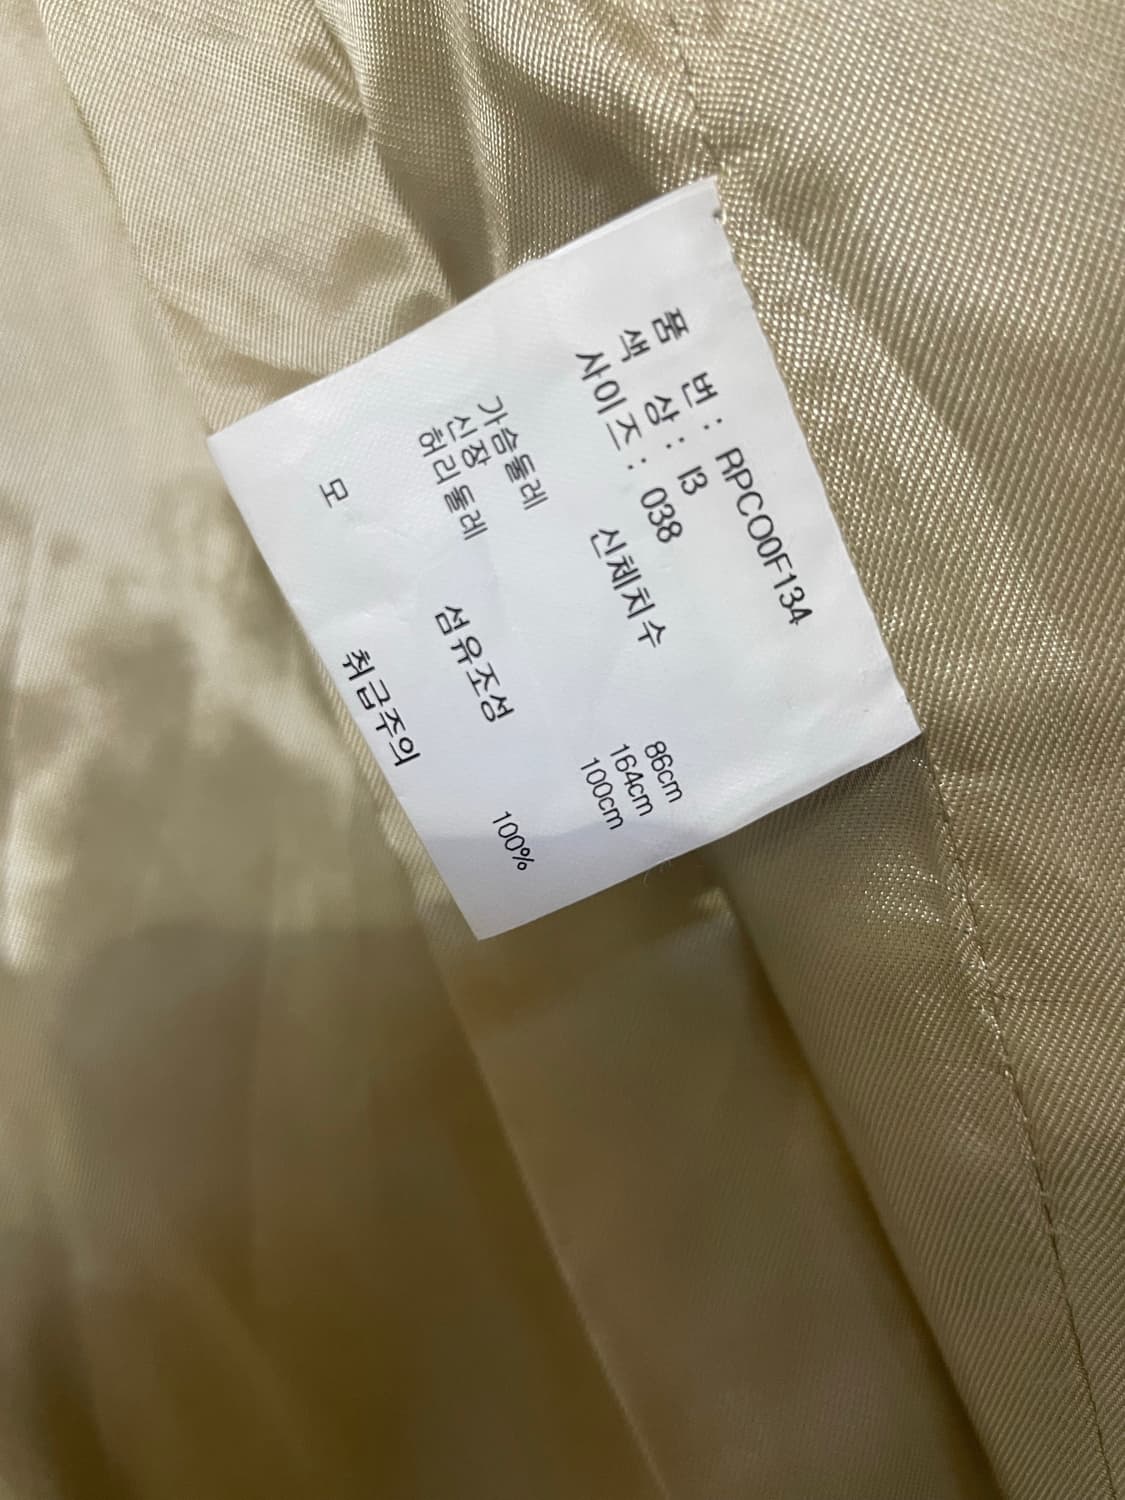 품 번 : RPCO0F134
색 상 : I3
사이즈 : 038
신체치수
가슴둘레 86cm
신장 164cm
허리둘레 100cm
섬유조성
모 100%
취급주의